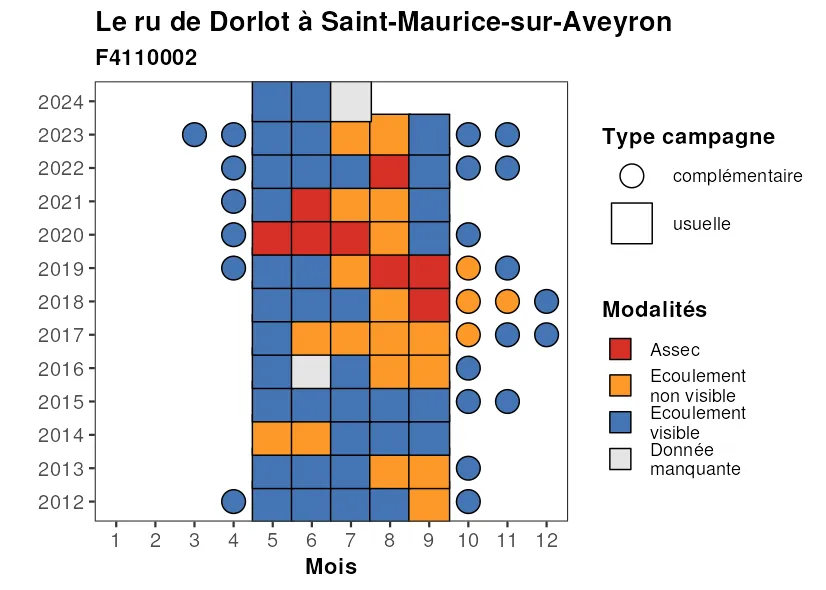 Le ru de Dorlot à Saint-Maurice-sur-Aveyron
F4110002
2024
2023
2022
2021
2020
2019
2018
2017
2016
2015
2014
2013
2012
1 2 3 4 5 6 7 8 9 10 11 12
Mois
Type campagne
complémentaire
usuelle
Modalités
Assec
Ecoulement
non visible
Ecoulement
visible
Donnée
manquante